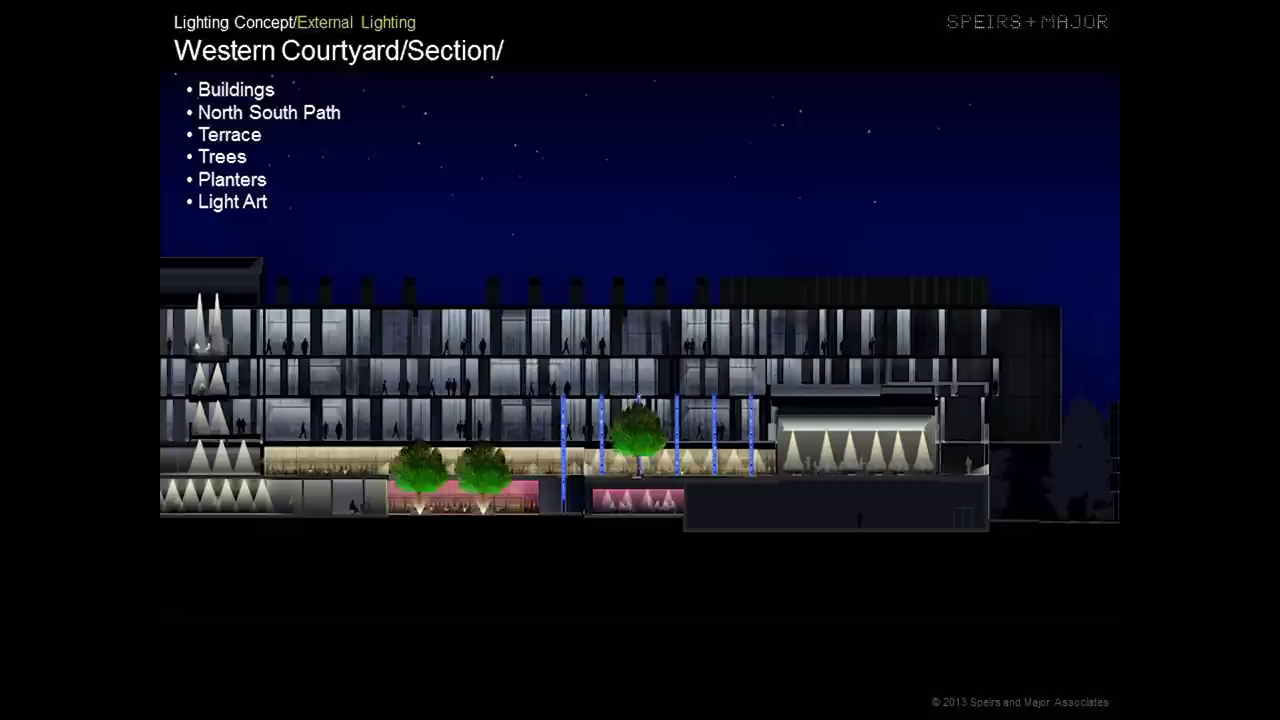 Lighting Concept/External Lighting
SPEIRS+MAJOR
Western Courtyard/Section/
• Buildings
• North South Path
• Terrace
• Trees
• Planters
• Light Art
© 2013 Speirs and Major Associates